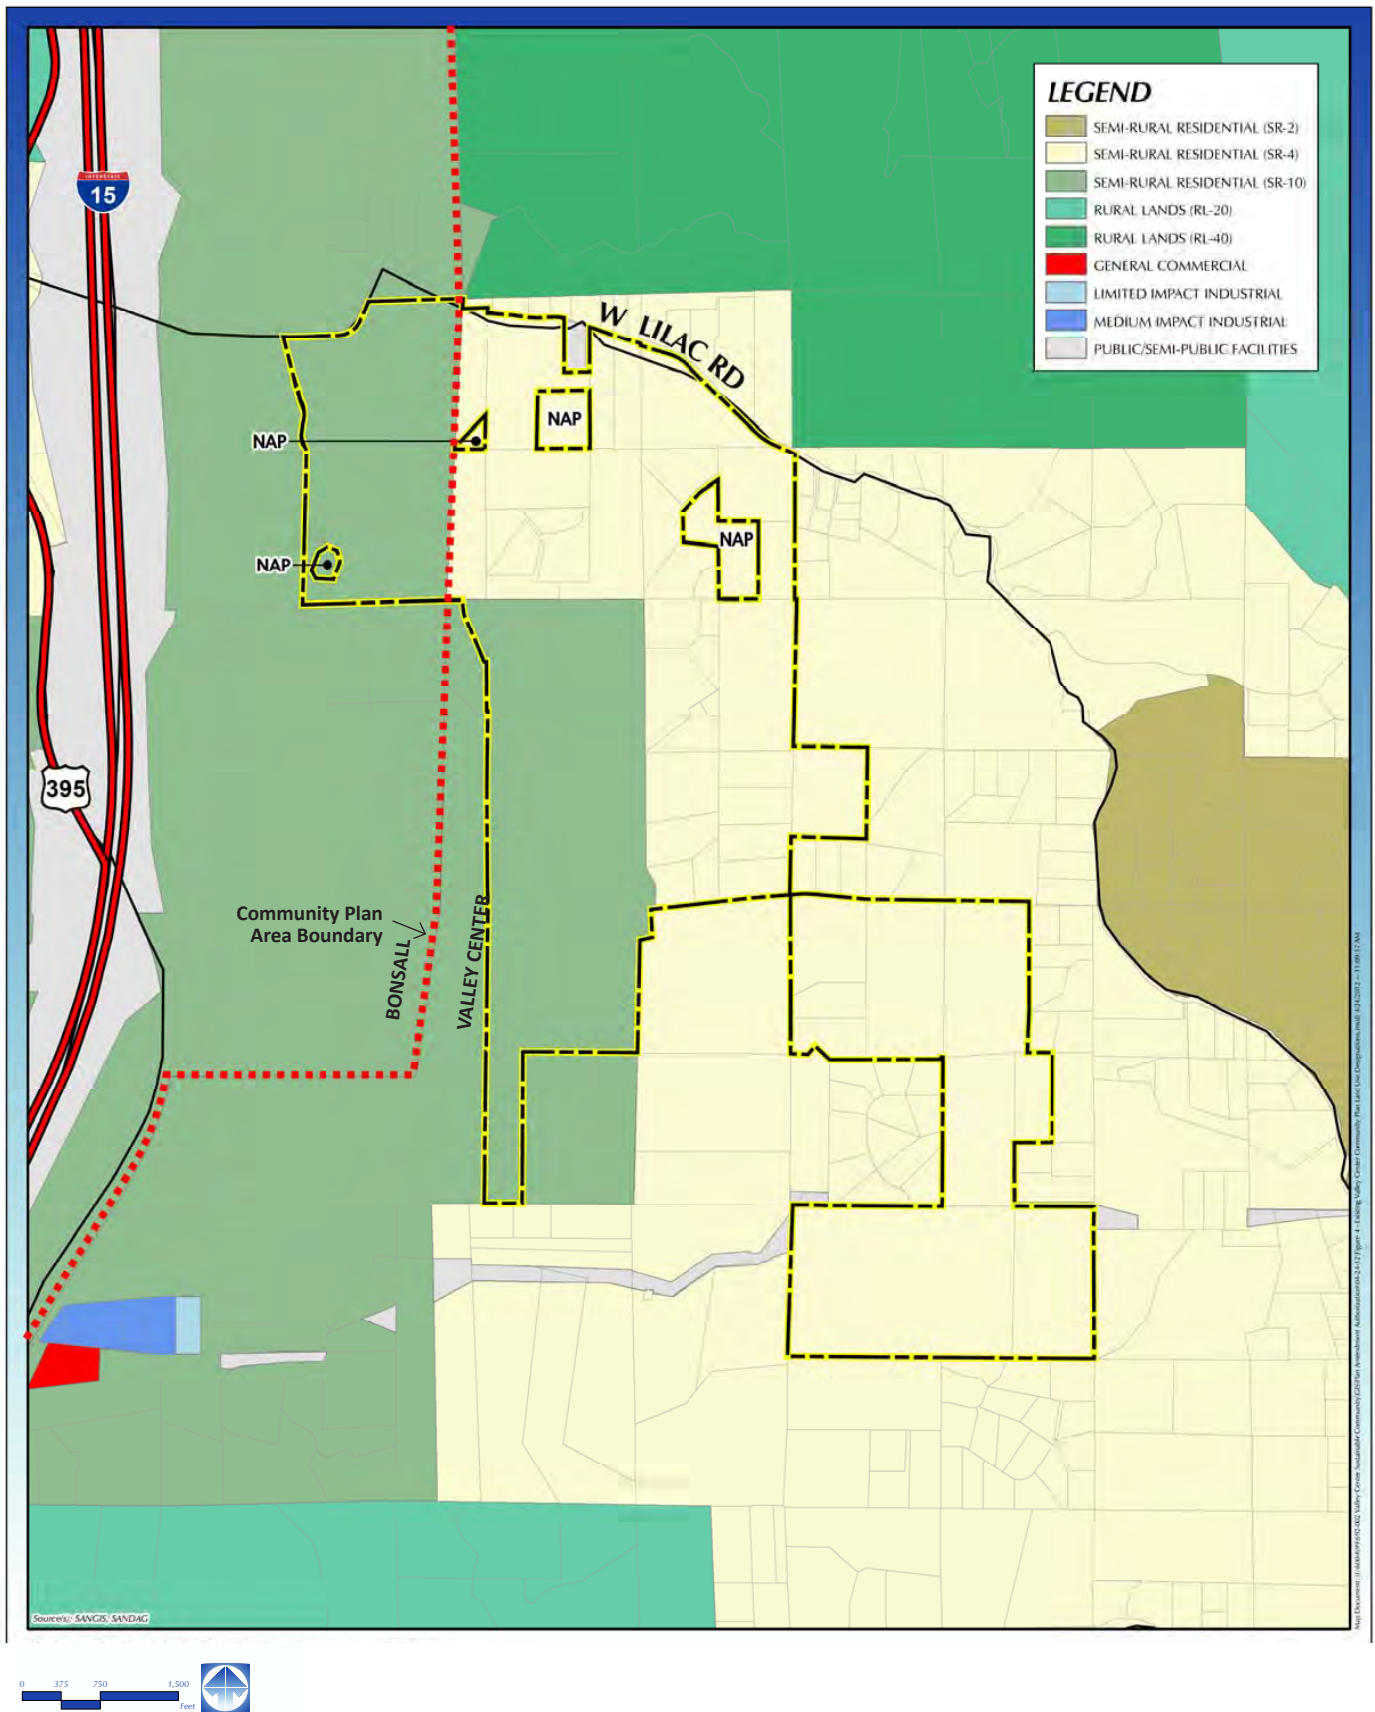 LEGEND
SEMI-RURAL RESIDENTIAL (SR-2)
SEMI-RURAL RESIDENTIAL (SR-4)
SEMI-RURAL RESIDENTIAL (SR-10)
RURAL LANDS (RL-20)
RURAL LANDS (RL-40)
GENERAL COMMERCIAL
LIMITED IMPACT INDUSTRIAL
MEDIUM IMPACT INDUSTRIAL
PUBLIC/SEMI-PUBLIC FACILITIES
INTERSTATE
15
W LILAC RD
NAP
NAP
NAP
NAP
395
Community Plan
Area Boundary
BONSALL
VALLEY CENTER
Source(s): SANGIS, SANDAG
0 375 750 1,500
Feet